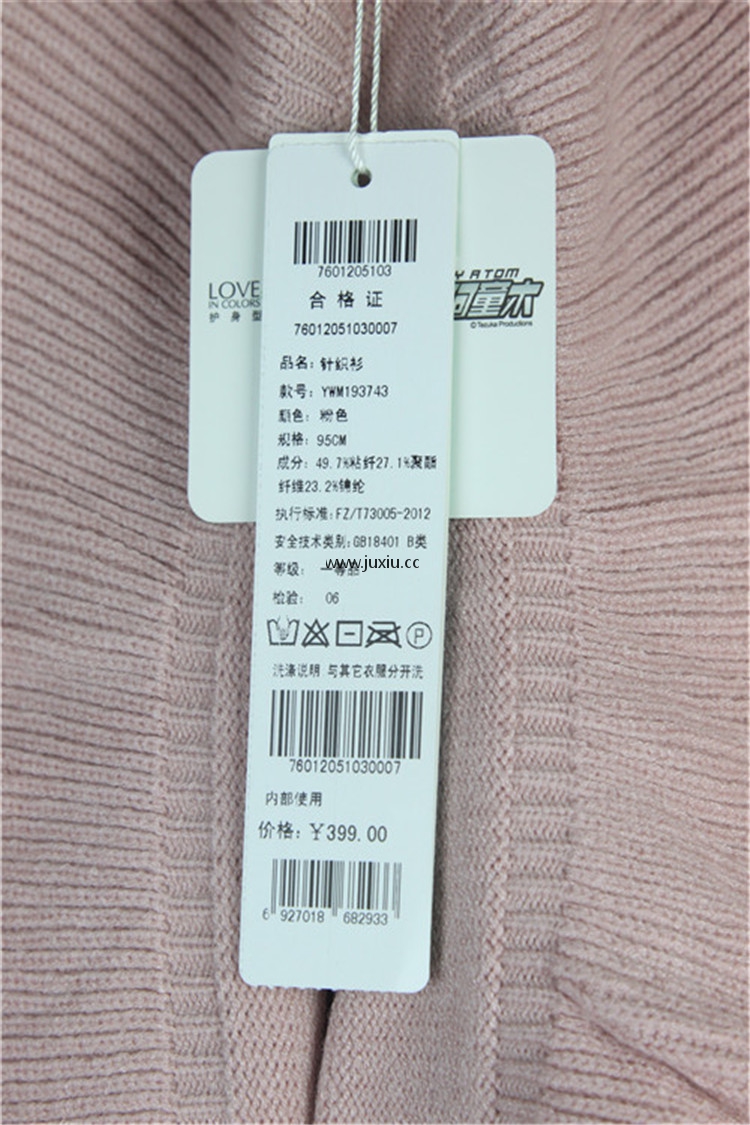 7601205103
合格证
76012051030007
LOVE
IN COLORS
护身型
Y ATOM
阿童木
© Tezuka Productions
品名：针织衫
款号：YWM193743
颜色：粉色
规格：95CM
成分：49.7%粘纤27.1%聚酯
纤维23.2%锦纶
执行标准：FZ/T73005-2012
安全技术类别：GB18401 B类
www.juxiu.cc
等级： 一等品
检验： 06
P
洗涤说明 与其它衣服分开洗
76012051030007
内部使用
价格：￥399.00
6 927018 682933